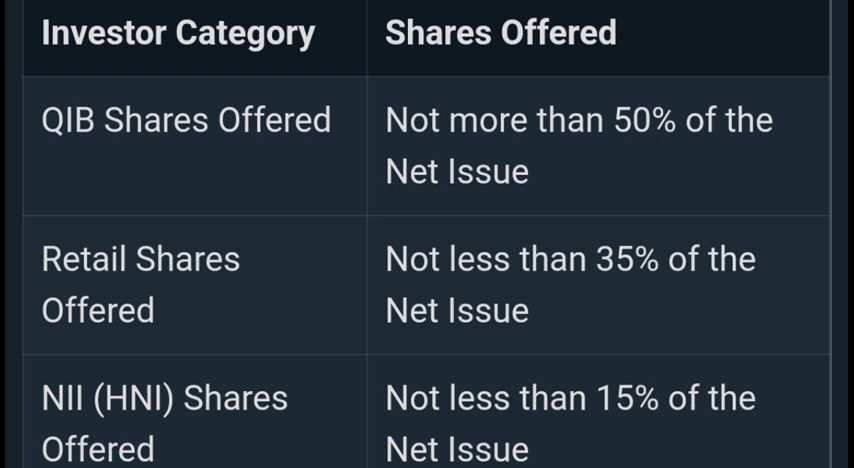 Investor Category Shares Offered
QIB Shares Offered Not more than 50% of the
Net Issue
Retail Shares Not less than 35% of the
Offered Net Issue
NII (HNI) Shares Not less than 15% of the
Offered Net Issue